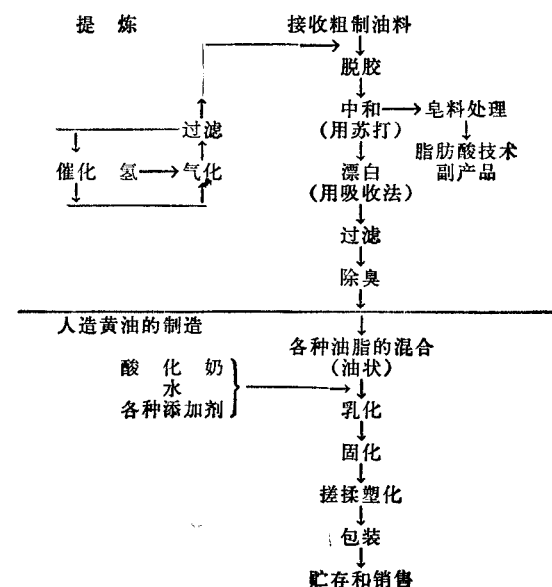 提 炼
接收粗制油料
脱胶
中和
皂料处理
(用苏打)
过滤
脂肪酸技术
副产品
催化
氢
气化
漂白
(用吸收法)
过滤
除臭
人造黄油的制造
各种油脂的混合
(油状)
酸 化 奶
水
各种添加剂
乳化
固化
搓揉塑化
包装
贮存和销售